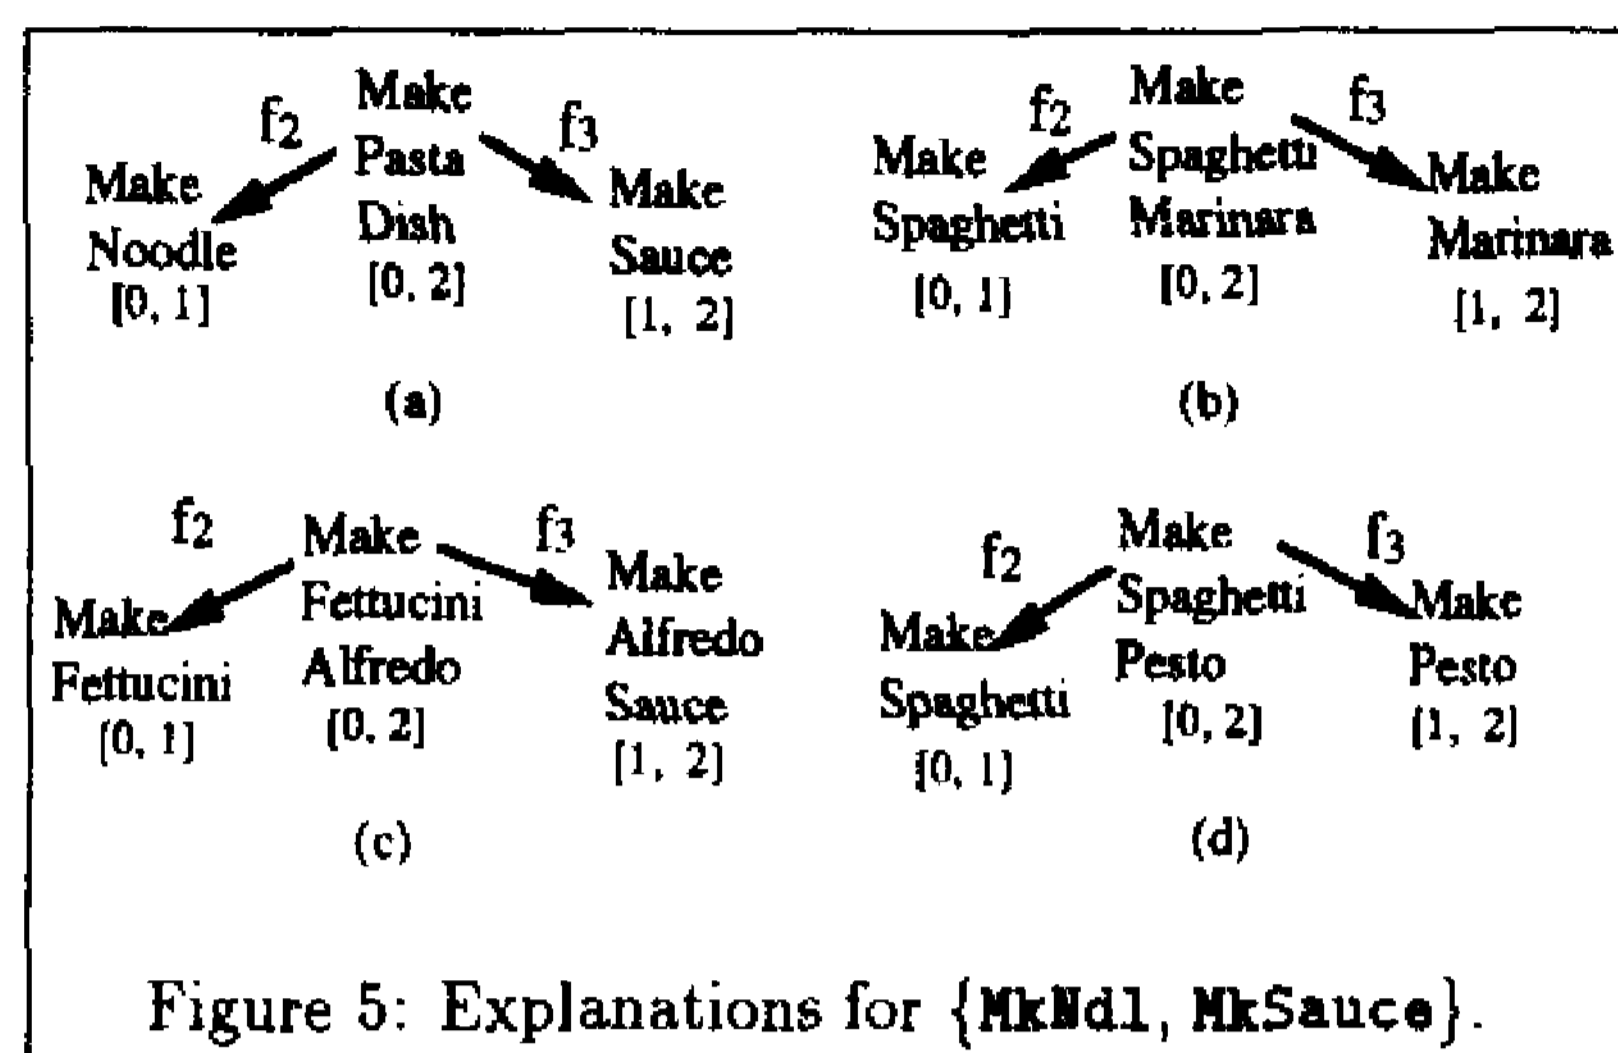 f2
Make
Pasta
Dish
[0, 2]
f3
Make
Noodle
[0, 1]
Make
Sauce
[1, 2]
(a)
f2
Make
Spaghetti
Marinara
[0, 2]
f3
Make
Spaghetti
[0, 1]
Make
Marinara
[1, 2]
(b)
f2
Make
Fettucini
Alfredo
[0, 2]
f3
Make
Fettucini
[0, 1]
Make
Alfredo
Sauce
[1, 2]
(c)
f2
Make
Spaghetti
Pesto
[0, 2]
f3
Make
Spaghetti
[0, 1]
Make
Pesto
[1, 2]
(d)
Figure 5: Explanations for {MkNdl, MkSauce}.